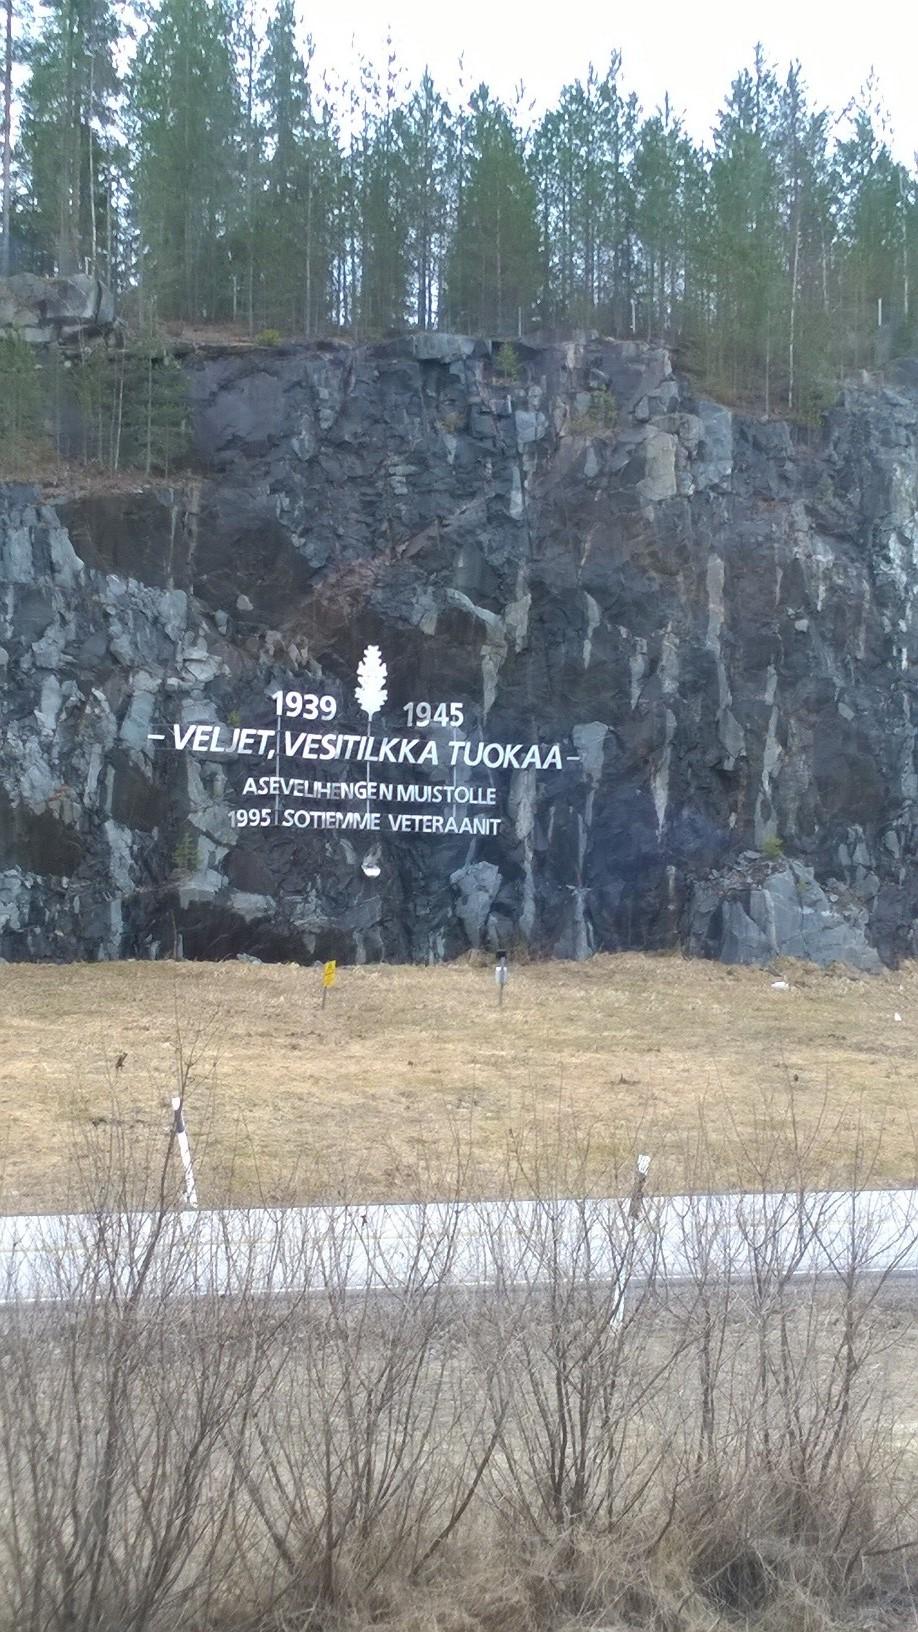 1939 1945
- VELJET, VESITILKKA TUOKAA -
ASEVELIHENGEN MUISTOLLE
1995 SOTIEMME VETERAANIT